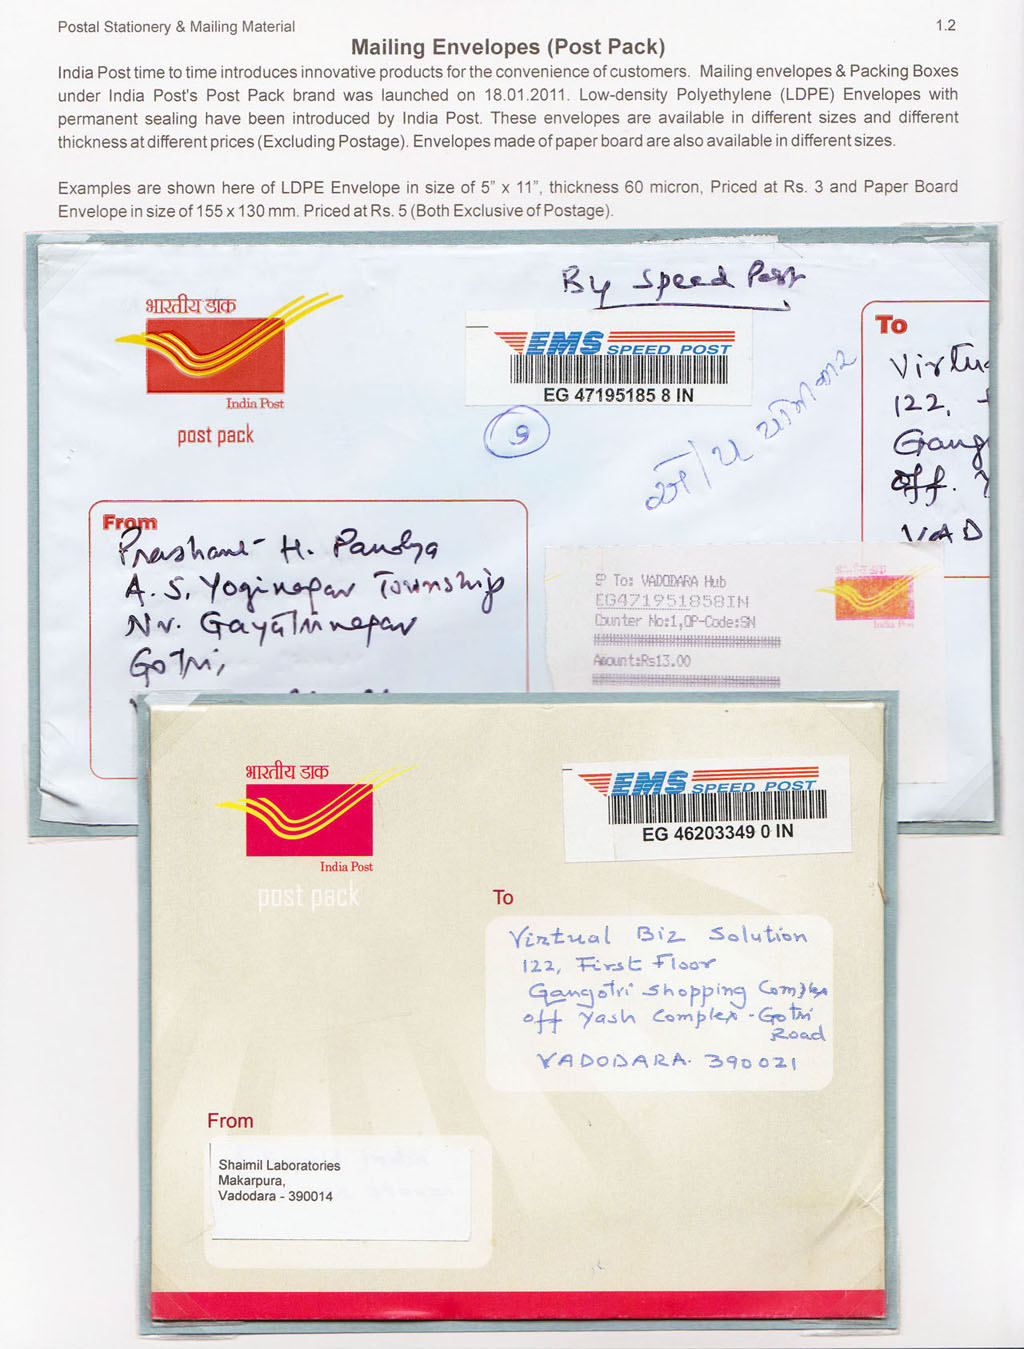 Postal Stationery & Mailing Material
1.2
Mailing Envelopes (Post Pack)
India Post time to time introduces innovative products for the convenience of customers. Mailing envelopes & Packing Boxes
under India Post's Post Pack brand was launched on 18.01.2011. Low-density Polyethylene (LDPE) Envelopes with
permanent sealing have been introduced by India Post. These envelopes are available in different sizes and different
thickness at different prices (Excluding Postage). Envelopes made of paper board are also available in different sizes.
Examples are shown here of LDPE Envelope in size of 5" x 11", thickness 60 micron, Priced at Rs. 3 and Paper Board
Envelope in size of 155 x 130 mm. Priced at Rs. 5 (Both Exclusive of Postage).
By Speed Post
भारतीय डाक
India Post
post pack
EMS SPEED POST
EG 47195185 8 IN
To
Virtu
122,
Gang
off. Y
VAD
From
Prashant H. Pandya
A. S. Yoginagar Township
Nr. Gayatrinagar
Gotri,
SP To: VADODARA Hub
EG471951858IN
Counter No:1,OP-Code:SN
Amount:Rs13.00
India Post
भारतीय डाक
India Post
post pack
EMS SPEED POST
EG 46203349 0 IN
To
Virtual Biz Solution
122, First Floor
Gangotri Shopping Complex
off Yash Complex - Gotri
Road
VADODARA. 390021
From
Shaimil Laboratories
Makarpura,
Vadodara - 390014